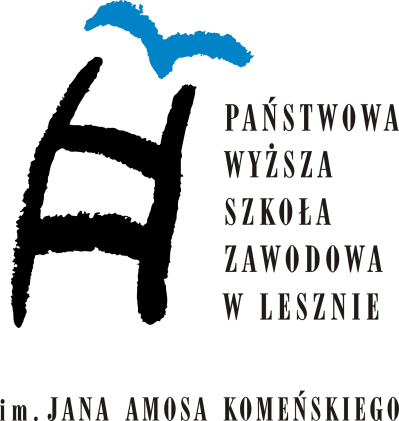 PAŃSTWOWA
WYŻSZA
SZKOŁA
ZAWODOWA
W LESZNIE
im. JANA AMOSA KOMEŃSKIEGO